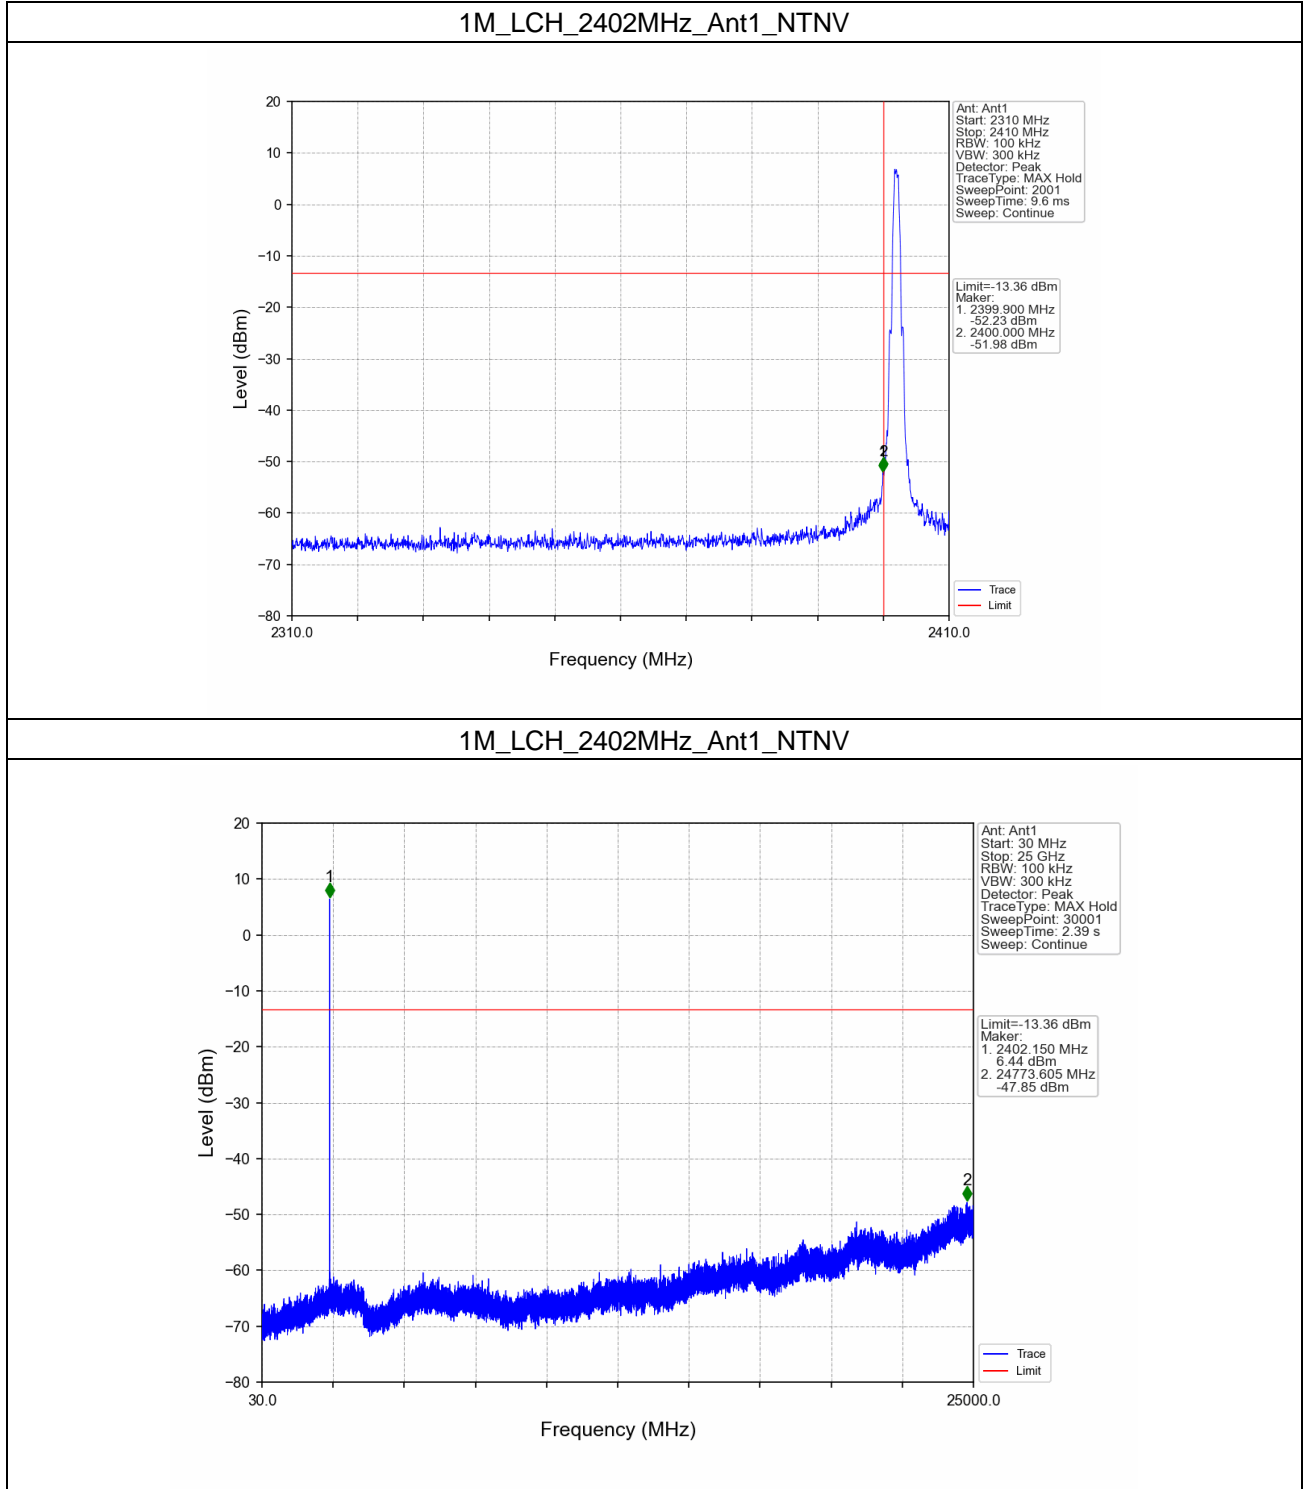 1M_LCH_2402MHz_Ant1_NTNV
20
10
0
−10
−20
−30
−40
−50
−60
−70
−80
Level (dBm)
2310.0
2410.0
Frequency (MHz)
2
Ant: Ant1
Start: 2310 MHz
Stop: 2410 MHz
RBW: 100 kHz
VBW: 300 kHz
Detector: Peak
TraceType: MAX Hold
SweepPoint: 2001
SweepTime: 9.6 ms
Sweep: Continue
Limit=-13.36 dBm
Maker:
1. 2399.900 MHz
-52.23 dBm
2. 2400.000 MHz
-51.98 dBm
Trace
Limit
1M_LCH_2402MHz_Ant1_NTNV
20
10
0
−10
−20
−30
−40
−50
−60
−70
−80
Level (dBm)
30.0
25000.0
Frequency (MHz)
1
2
Ant: Ant1
Start: 30 MHz
Stop: 25 GHz
RBW: 100 kHz
VBW: 300 kHz
Detector: Peak
TraceType: MAX Hold
SweepPoint: 30001
SweepTime: 2.39 s
Sweep: Continue
Limit=-13.36 dBm
Maker:
1. 2402.150 MHz
6.44 dBm
2. 24773.605 MHz
-47.85 dBm
Trace
Limit